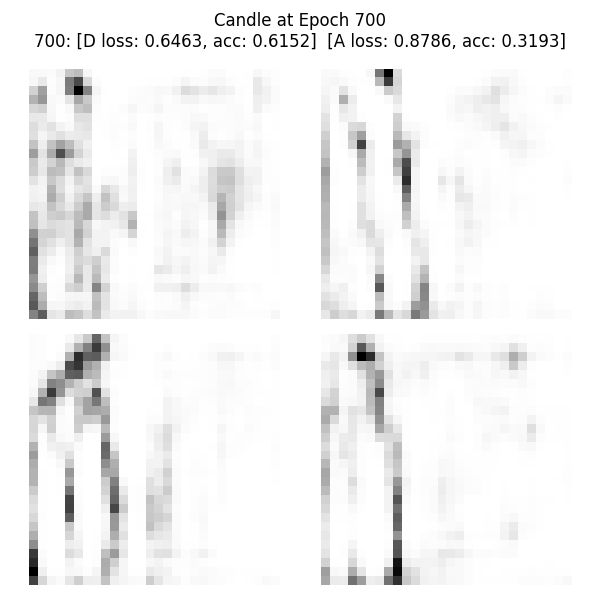 Candle at Epoch 700
700: [D loss: 0.6463, acc: 0.6152]  [A loss: 0.8786, acc: 0.3193]